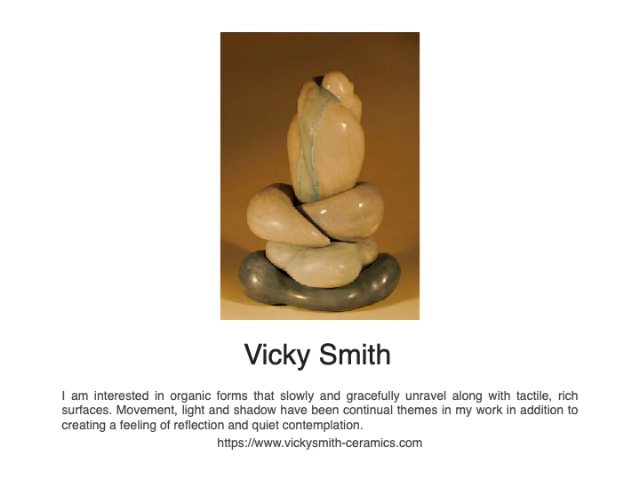 Vicky Smith
I am interested in organic forms that slowly and gracefully unravel along with tactile, rich
surfaces. Movement, light and shadow have been continual themes in my work in addition to
creating a feeling of reflection and quiet contemplation.
https://www.vickysmith-ceramics.com